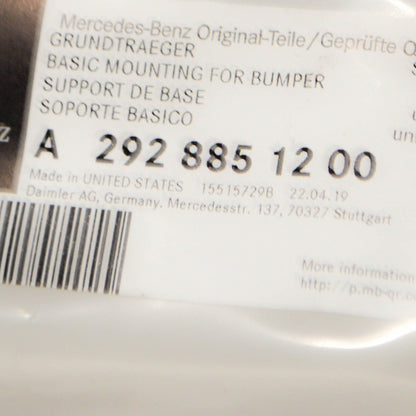 Mercedes-Benz Original-Teile/Geprüfte
GRUNDTRAEGER
BASIC MOUNTING FOR BUMPER
SUPPORT DE BASE
SOPORTE BASICO
A 292 885 12 00
Made in UNITED STATES 15515729B 22.04.19
Daimler AG, Germany. Mercedesstr. 137, 70327 Stuttgart
More information
http://p.mb-qr.c